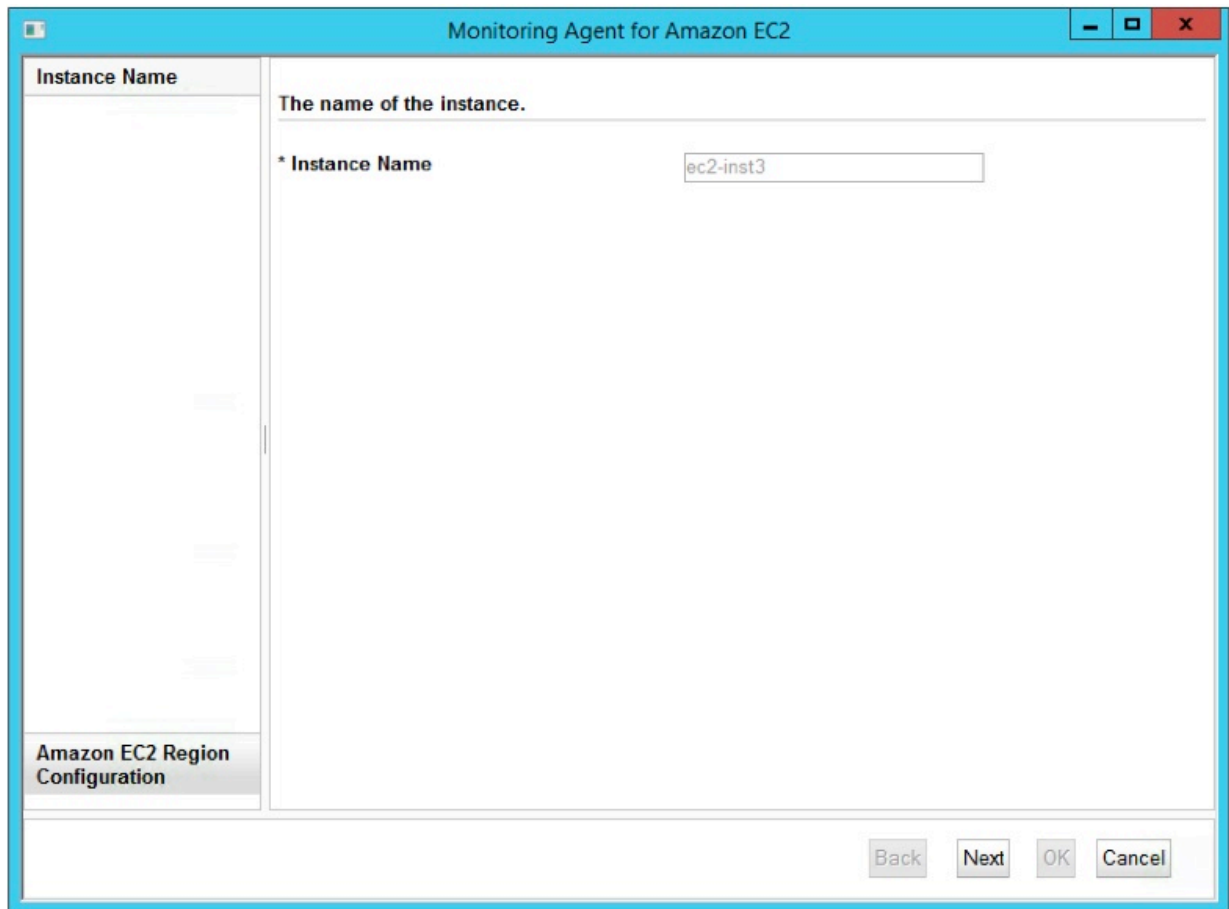 Monitoring Agent for Amazon EC2
Instance Name
The name of the instance.
* Instance Name
ec2-inst3
Amazon EC2 Region
Configuration
Back Next OK Cancel